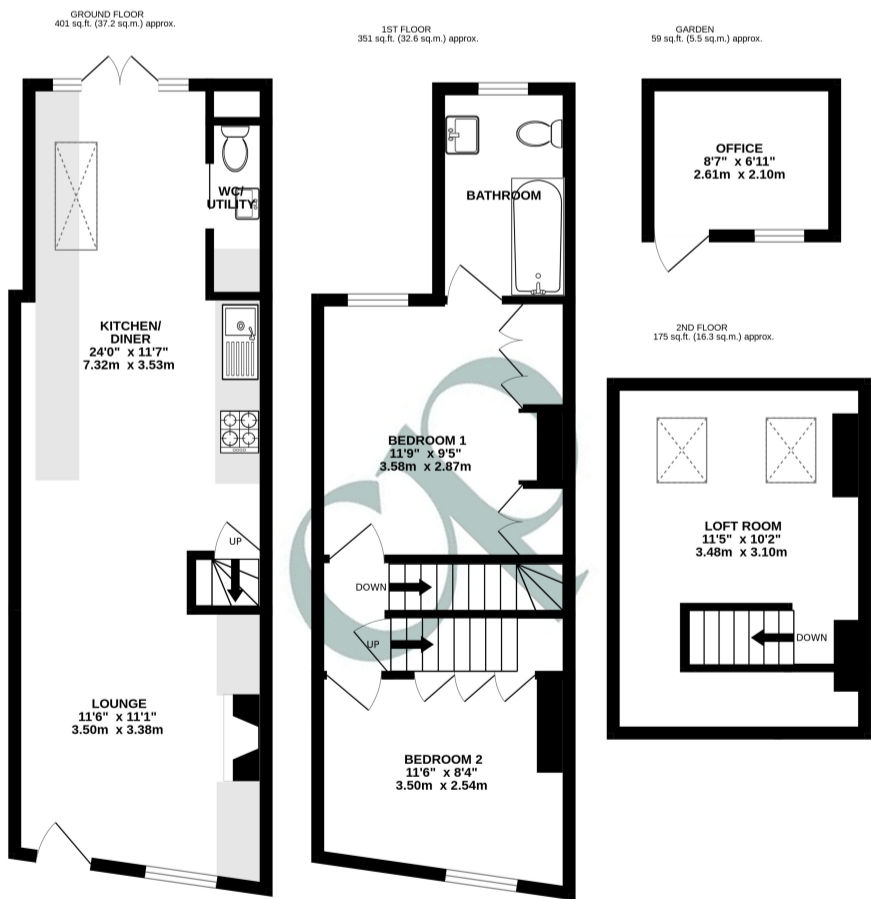 GROUND FLOOR
401 sq.ft. (37.2 sq.m.) approx.
WC/
UTILITY
KITCHEN/
DINER
24'0" x 11'7"
7.32m x 3.53m
UP
LOUNGE
11'6" x 11'1"
3.50m x 3.38m
1ST FLOOR
351 sq.ft. (32.6 sq.m.) approx.
BATHROOM
BEDROOM 1
11'9" x 9'5"
3.58m x 2.87m
DOWN
UP
BEDROOM 2
11'6" x 8'4"
3.50m x 2.54m
GARDEN
59 sq.ft. (5.5 sq.m.) approx.
OFFICE
8'7" x 6'11"
2.61m x 2.10m
2ND FLOOR
175 sq.ft. (16.3 sq.m.) approx.
LOFT ROOM
11'5" x 10'2"
3.48m x 3.10m
DOWN